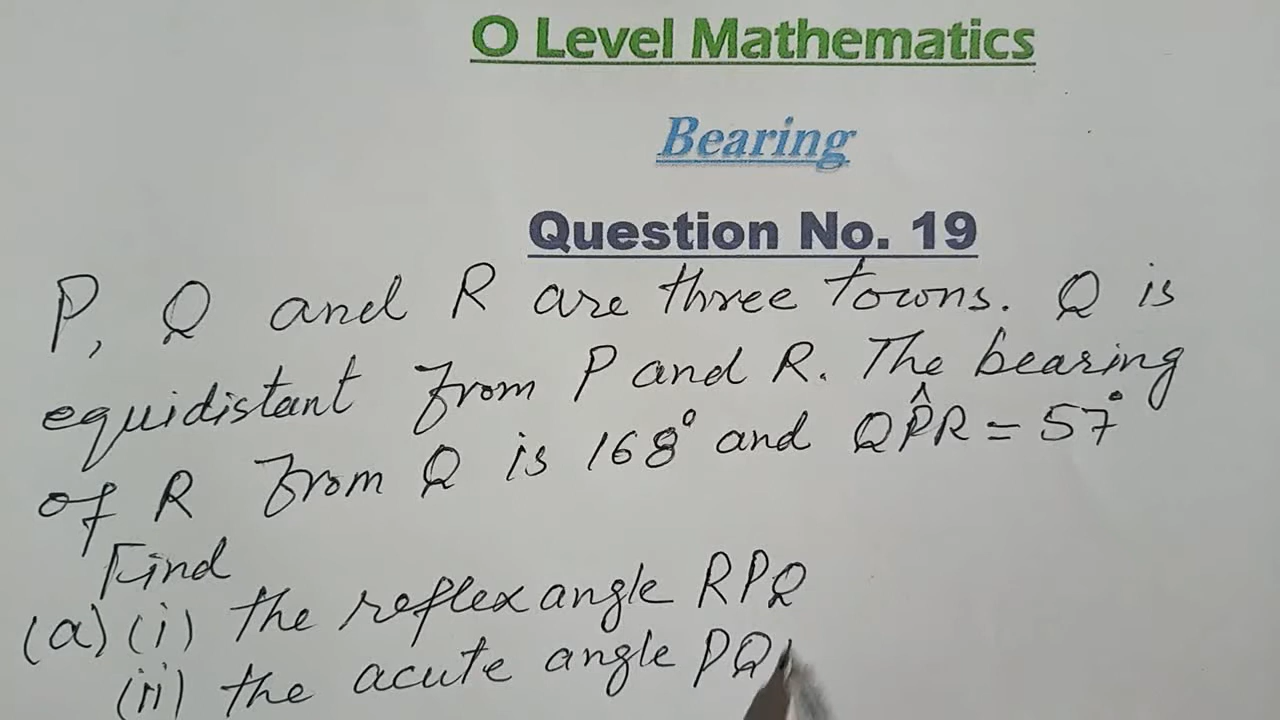 O Level Mathematics
Bearing
Question No. 19
P, Q and R are three towns. Q is
equidistant from P and R. The bearing
of R from Q is 168° and QP̂R = 57°
Find
(a) (i) the reflex angle RPQ
(ii) the acute angle PQ